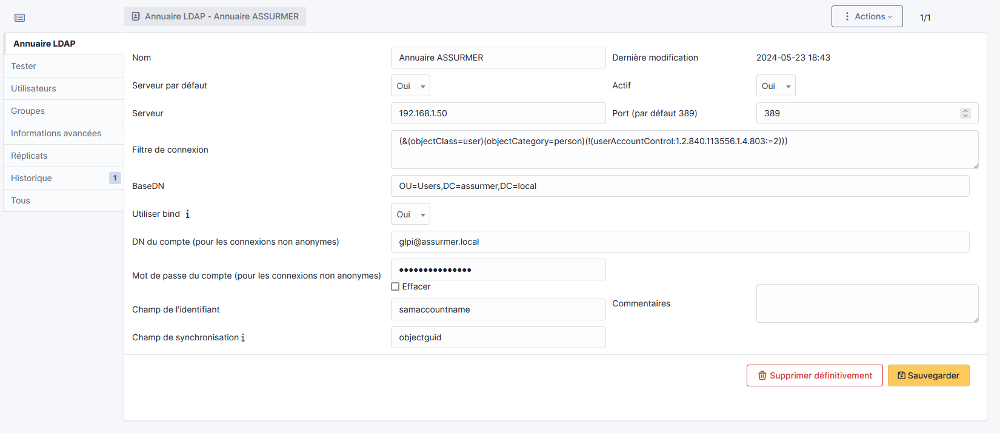 Annuaire LDAP - Annuaire ASSURMER
Actions
1/1
Annuaire LDAP
Tester
Utilisateurs
Groupes
Informations avancées
Réplicats
Historique 1
Tous
Nom Annuaire ASSURMER Dernière modification 2024-05-23 18:43
Serveur par défaut Oui Actif Oui
Serveur 192.168.1.50 Port (par défaut 389) 389
Filtre de connexion (&(objectClass=user)(objectCategory=person)(!(userAccountControl:1.2.840.113556.1.4.803:=2)))
BaseDN OU=Users,DC=assurmer,DC=local
Utiliser bind i Oui
DN du compte (pour les connexions non anonymes) glpi@assurmer.local
Mot de passe du compte (pour les connexions non anonymes) •••••••••••••••
Effacer
Champ de l'identifiant samaccountname Commentaires
Champ de synchronisation i objectguid
Supprimer définitivement Sauvegarder